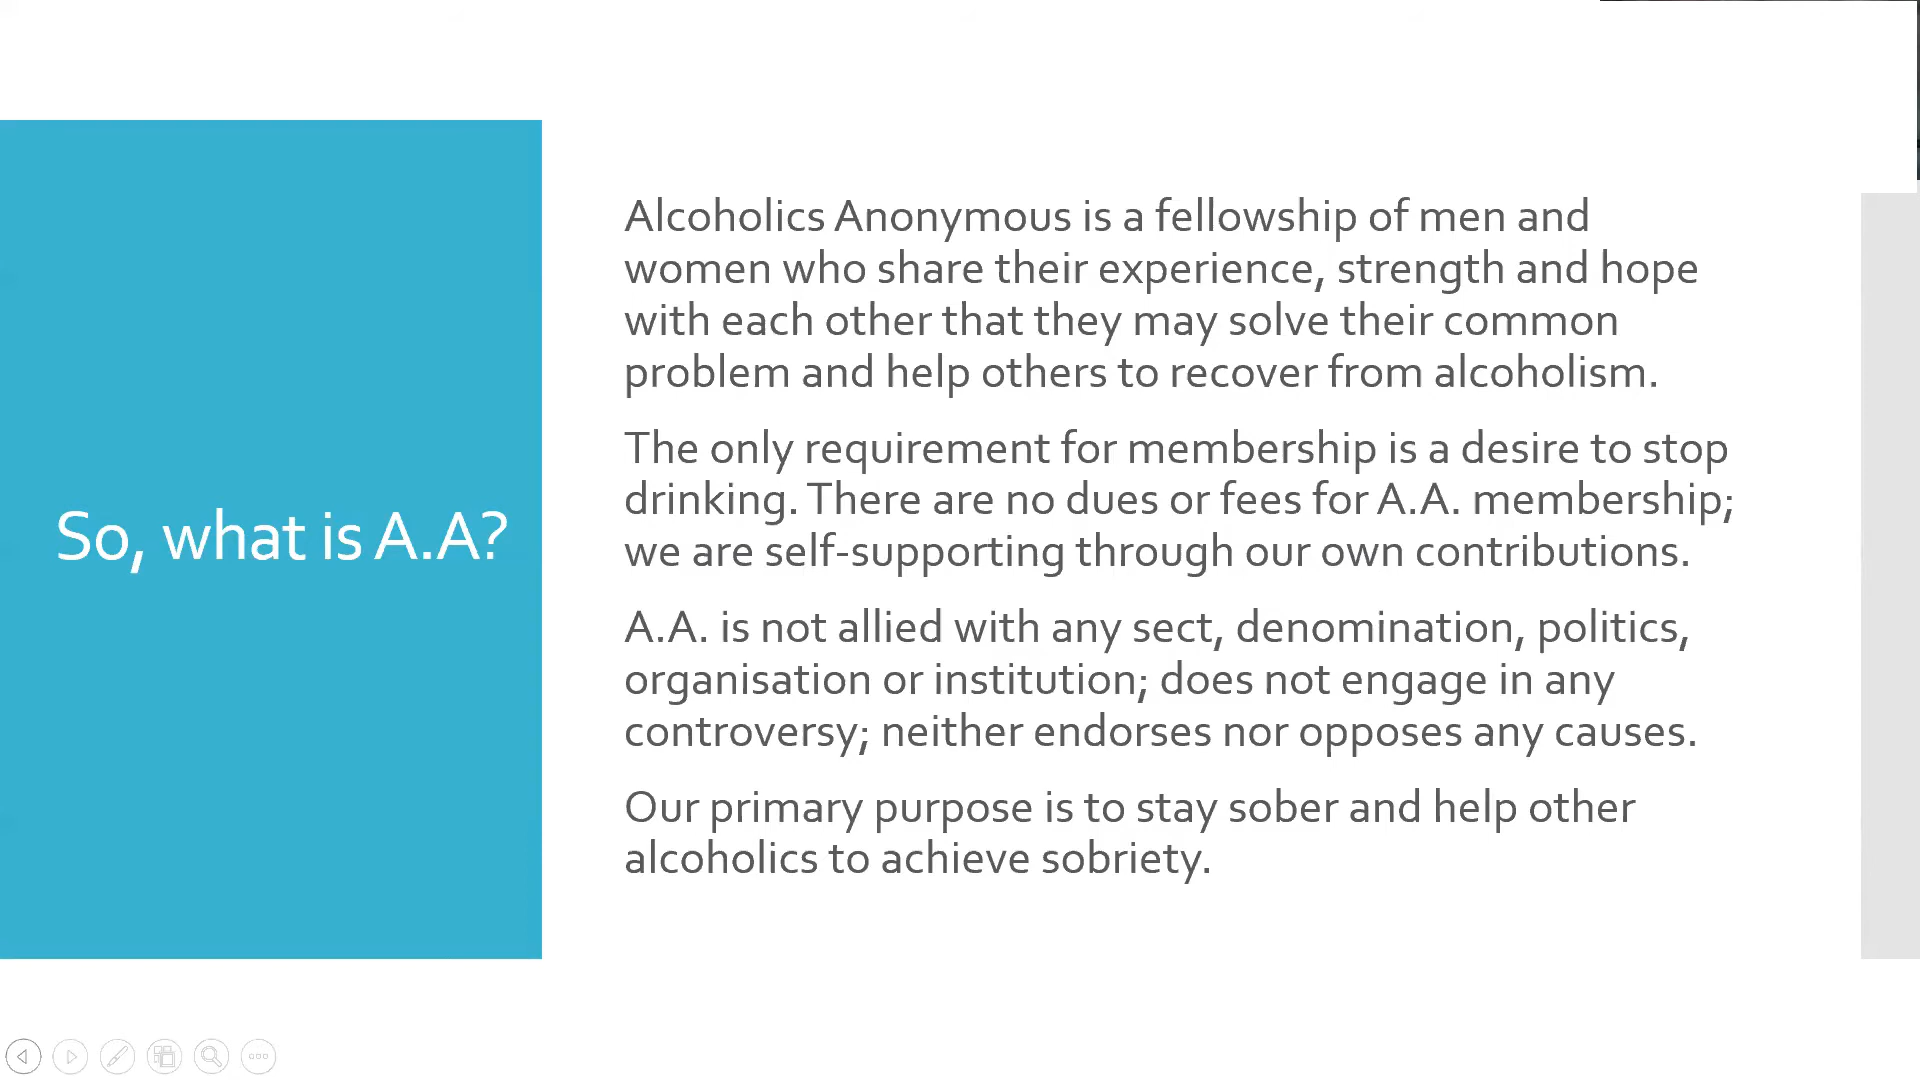 So, what is A.A?
Alcoholics Anonymous is a fellowship of men and
women who share their experience, strength and hope
with each other that they may solve their common
problem and help others to recover from alcoholism.
The only requirement for membership is a desire to stop
drinking. There are no dues or fees for A.A. membership;
we are self-supporting through our own contributions.
A.A. is not allied with any sect, denomination, politics,
organisation or institution; does not engage in any
controversy; neither endorses nor opposes any causes.
Our primary purpose is to stay sober and help other
alcoholics to achieve sobriety.